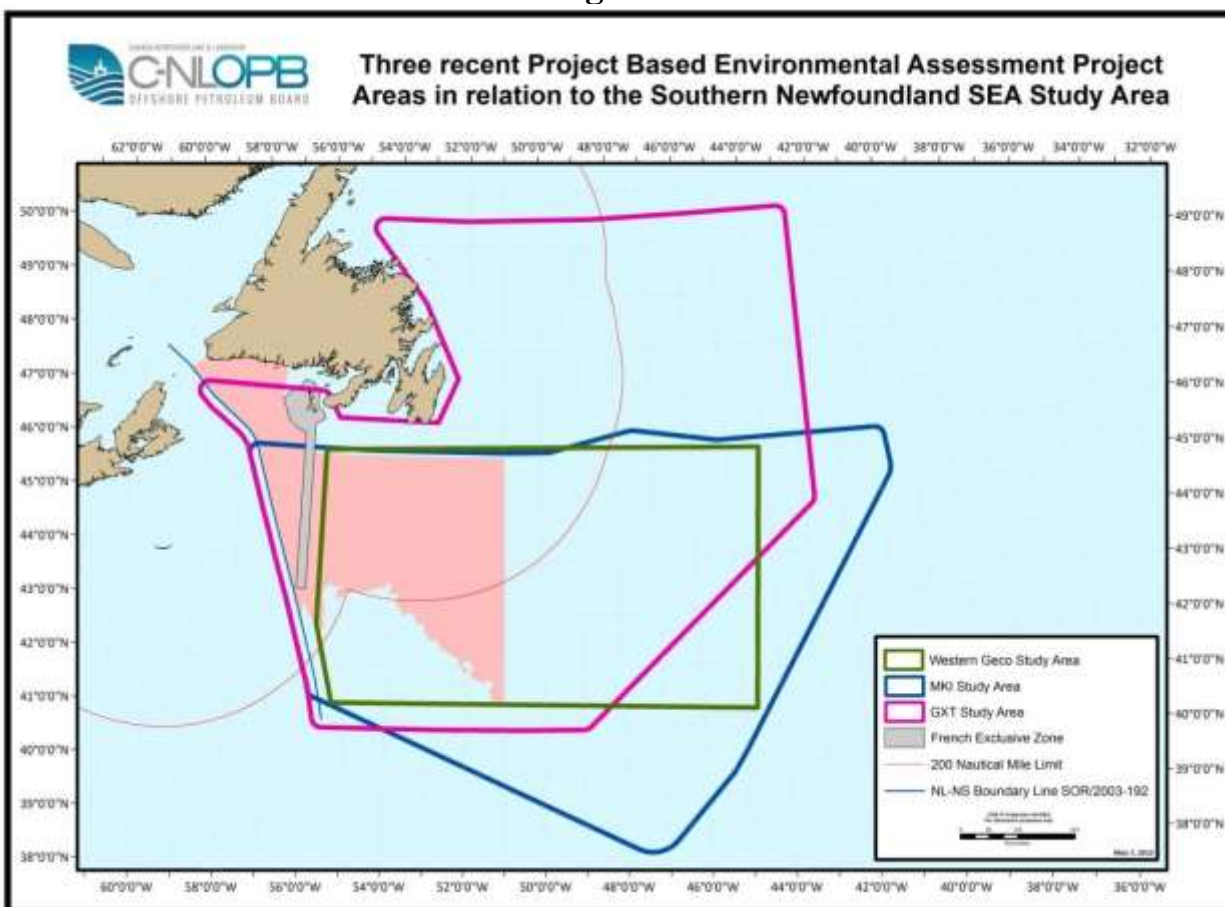 C-NLOPB
OFFSHORE PETROLEUM BOARD
Three recent Project Based Environmental Assessment Project
Areas in relation to the Southern Newfoundland SEA Study Area
62°0'0"W 60°0'0"W 58°0'0"W 56°0'0"W 54°0'0"W 52°0'0"W 50°0'0"W 48°0'0"W 46°0'0"W 44°0'0"W 42°0'0"W 40°0'0"W 38°0'0"W 36°0'0"W 34°0'0"W 32°0'0"W
50°0'0"N
49°0'0"N
49°0'0"N
48°0'0"N
48°0'0"N
47°0'0"N
47°0'0"N
46°0'0"N
46°0'0"N
45°0'0"N
45°0'0"N
44°0'0"N
44°0'0"N
43°0'0"N
43°0'0"N
42°0'0"N
42°0'0"N
41°0'0"N
41°0'0"N
40°0'0"N
40°0'0"N
39°0'0"N
39°0'0"N
38°0'0"N
38°0'0"N
Western Geco Study Area
MKI Study Area
GXT Study Area
French Exclusive Zone
200 Nautical Mile Limit
NL-NS Boundary Line SOR/2003-192
60°0'0"W 58°0'0"W 56°0'0"W 54°0'0"W 52°0'0"W 50°0'0"W 48°0'0"W 46°0'0"W 44°0'0"W 42°0'0"W 40°0'0"W 38°0'0"W 36°0'0"W